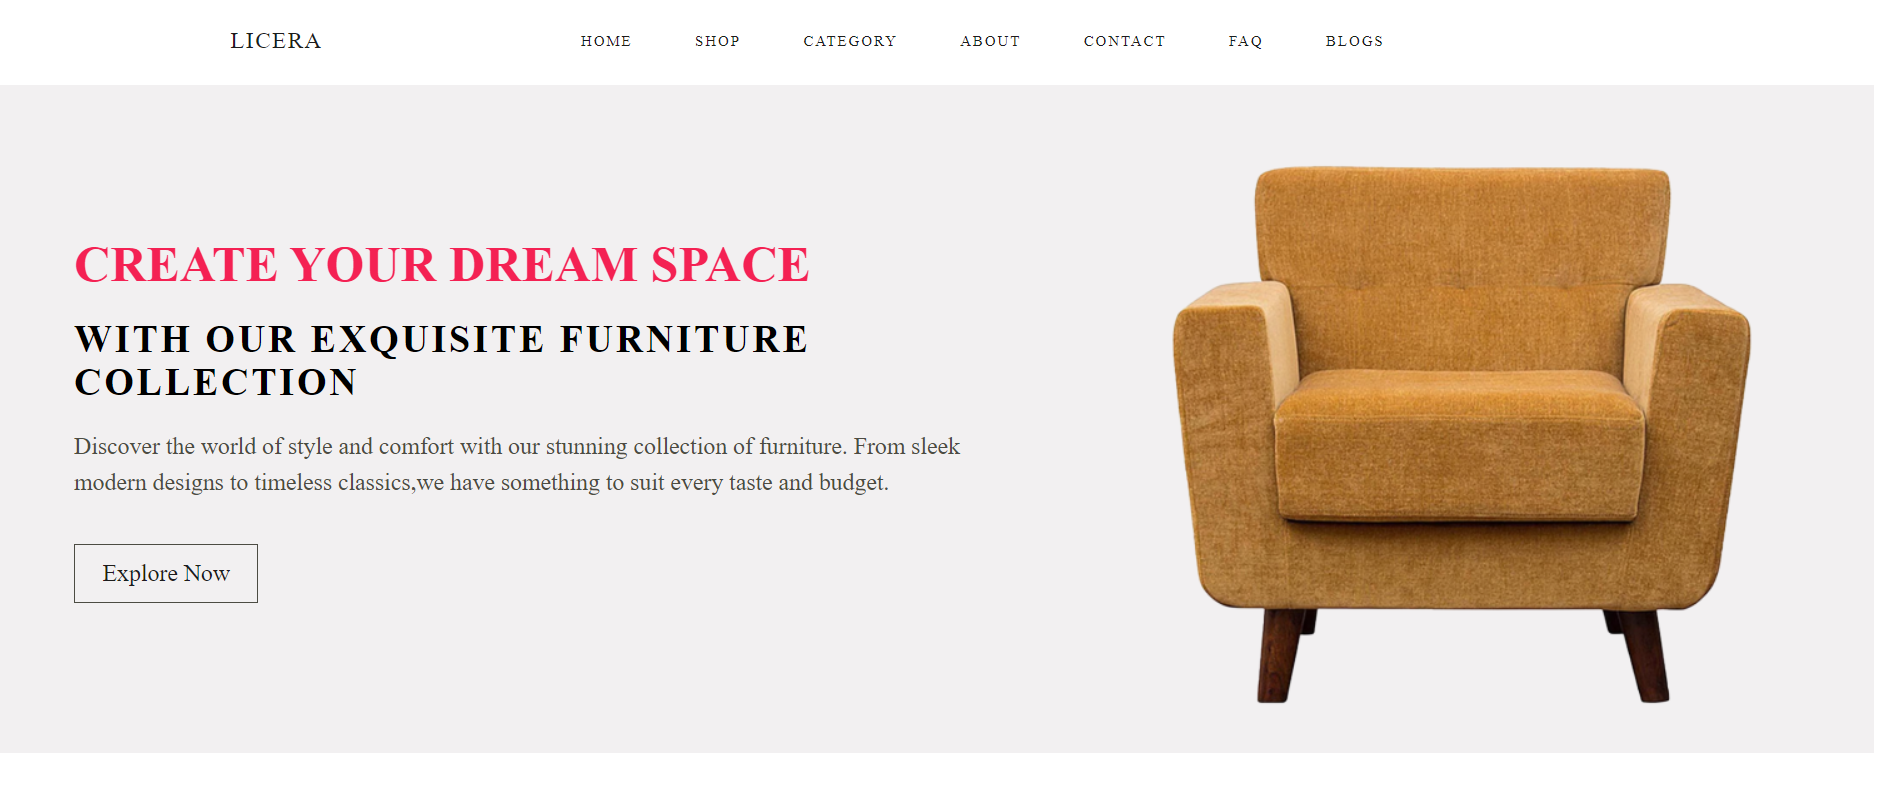 LICERA HOME SHOP CATEGORY ABOUT CONTACT FAQ BLOGS
CREATE YOUR DREAM SPACE
WITH OUR EXQUISITE FURNITURE
COLLECTION
Discover the world of style and comfort with our stunning collection of furniture. From sleek
modern designs to timeless classics,we have something to suit every taste and budget.
Explore Now